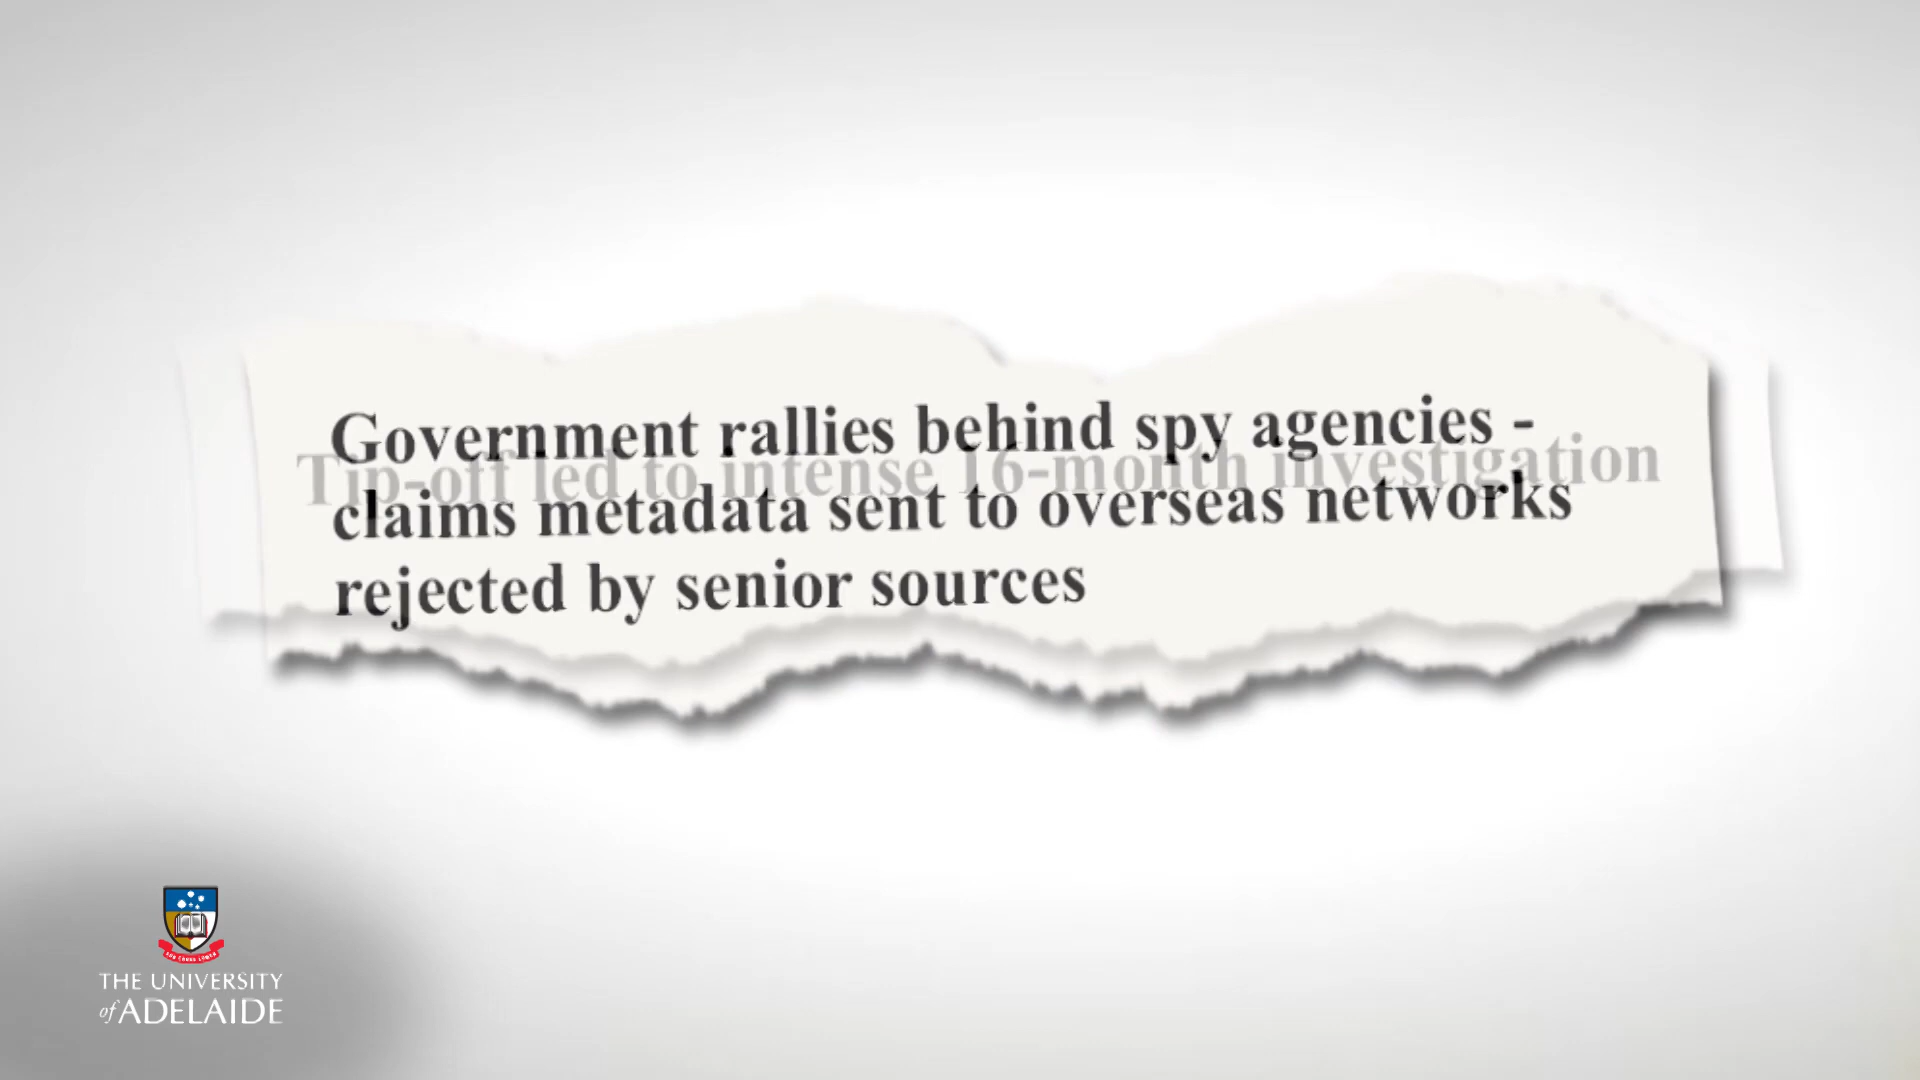 Government rallies behind spy agencies -
Tip-off led to intense 16-month investigation
claims metadata sent to overseas networks
rejected by senior sources
THE UNIVERSITY
of ADELAIDE